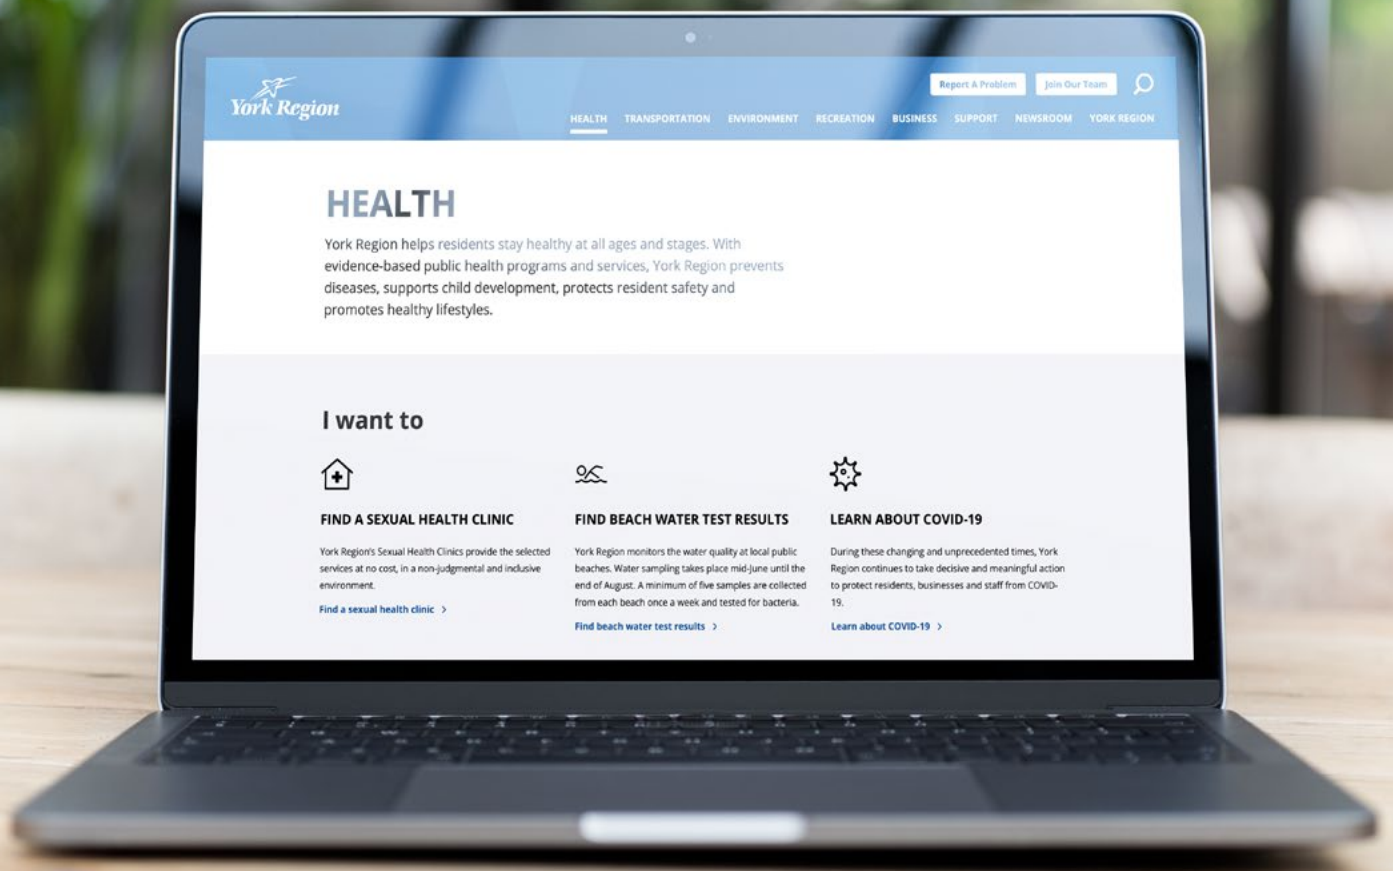 York Region
Report A Problem
Join Our Team
HEALTH TRANSPORTATION ENVIRONMENT RECREATION BUSINESS SUPPORT NEWSROOM YORK REGION
HEALTH
York Region helps residents stay healthy at all ages and stages. With
evidence-based public health programs and services, York Region prevents
diseases, supports child development, protects resident safety and
promotes healthy lifestyles.
I want to
FIND A SEXUAL HEALTH CLINIC
York Region's Sexual Health Clinics provide the selected
services at no cost, in a non-judgmental and inclusive
environment.
Find a sexual health clinic >
FIND BEACH WATER TEST RESULTS
York Region monitors the water quality at local public
beaches. Water sampling takes place mid-June until the
end of August. A minimum of five samples are collected
from each beach once a week and tested for bacteria.
Find beach water test results >
LEARN ABOUT COVID-19
During these changing and unprecedented times, York
Region continues to take decisive and meaningful action
to protect residents, businesses and staff from COVID-
19.
Learn about COVID-19 >